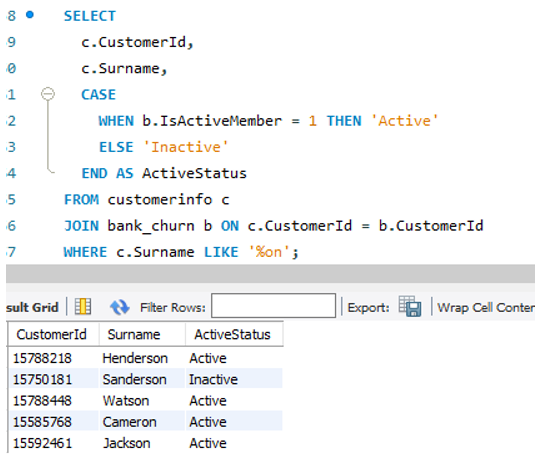 8 SELECT
9 c.CustomerId,
0 c.Surname,
1 CASE
2 WHEN b.IsActiveMember = 1 THEN 'Active'
3 ELSE 'Inactive'
4 END AS ActiveStatus
5 FROM customerinfo c
6 JOIN bank_churn b ON c.CustomerId = b.CustomerId
7 WHERE c.Surname LIKE '%on';
sult Grid Filter Rows: Export: Wrap Cell Conter
CustomerId Surname ActiveStatus
15788218 Henderson Active
15750181 Sanderson Inactive
15788448 Watson Active
15585768 Cameron Active
15592461 Jackson Active